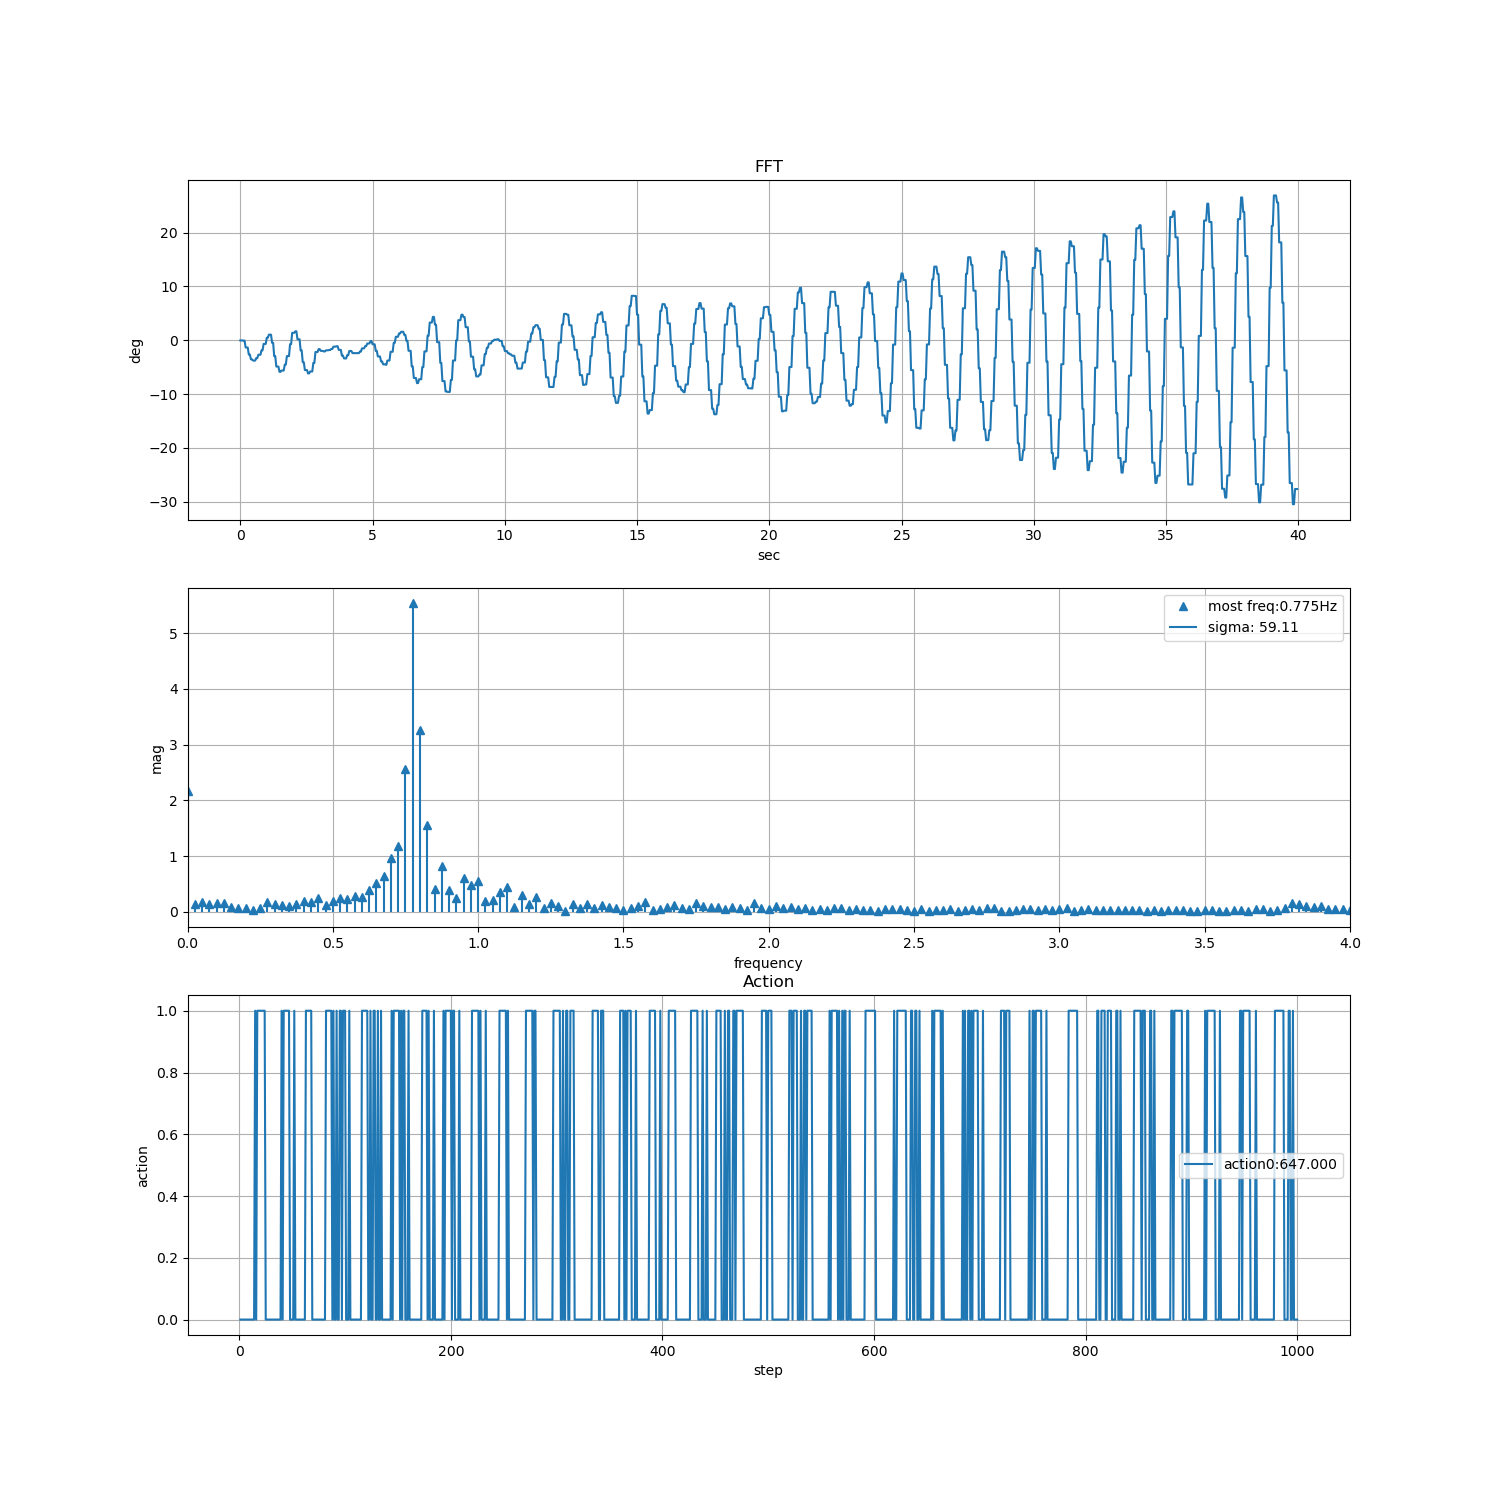 FFT
20
10
0
−10
−20
−30
deg
0 5 10 15 20 25 30 35 40
sec
most freq:0.775Hz
sigma: 59.11
5
4
3
2
1
0
mag
0.0 0.5 1.0 1.5 2.0 2.5 3.0 3.5 4.0
frequency
Action
1.0
0.8
0.6
0.4
0.2
0.0
action
action0:647.000
0 200 400 600 800 1000
step